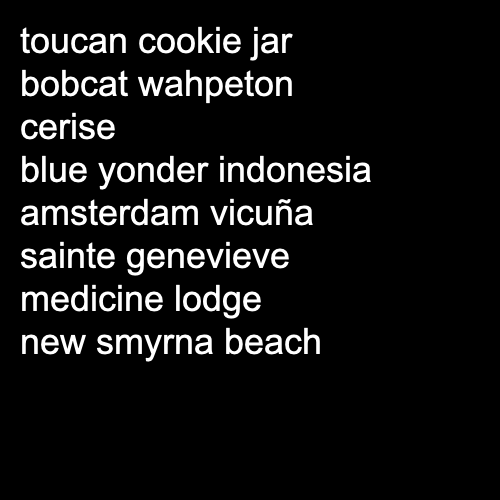 toucan cookie jar
bobcat wahpeton
cerise
blue yonder indonesia
amsterdam vicuña
sainte genevieve
medicine lodge
new smyrna beach